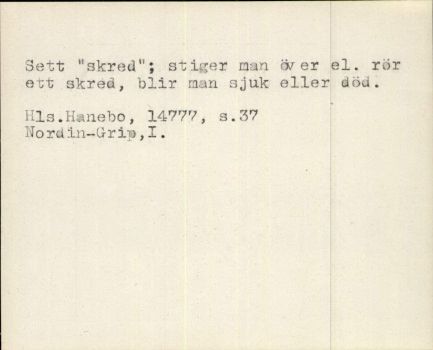 Sett "skred"; stiger man över el. rör
ett skred, blir man sjuk eller död.
Hls.Hanebo, 14777, s.37
Nordin-Grip,I.